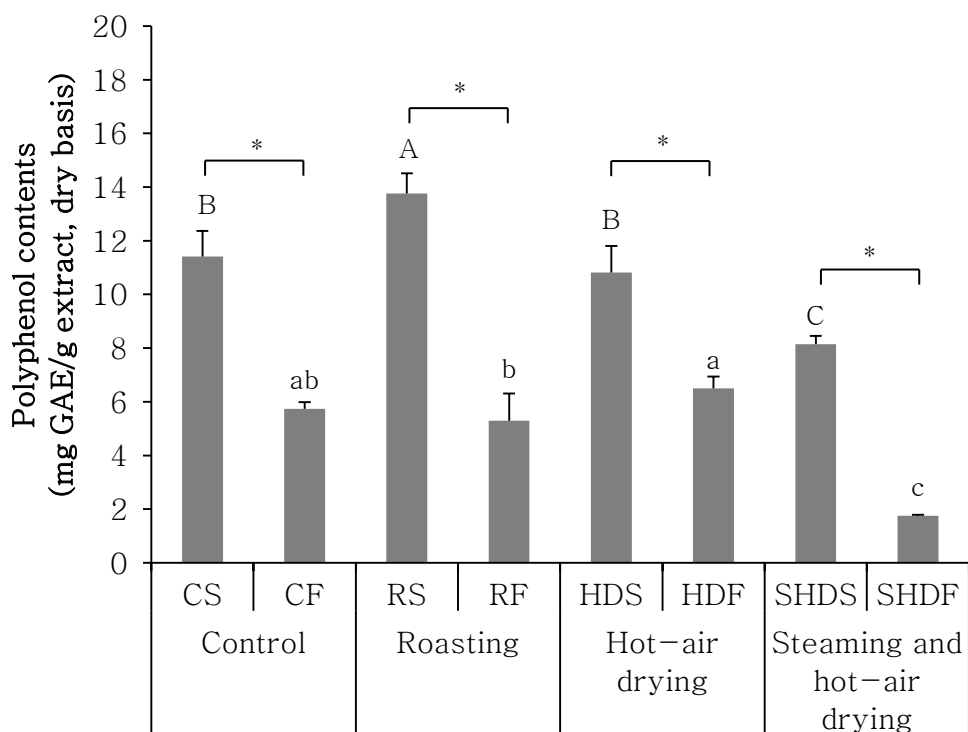 Polyphenol contents
(mg GAE/g extract, dry basis)
20
18
16
14
12
10
8
6
4
2
0
*
*
*
*
B
ab
A
b
B
a
C
c
CS CF RS RF HDS HDF SHDS SHDF
Control Roasting Hot-air drying Steaming and hot-air drying